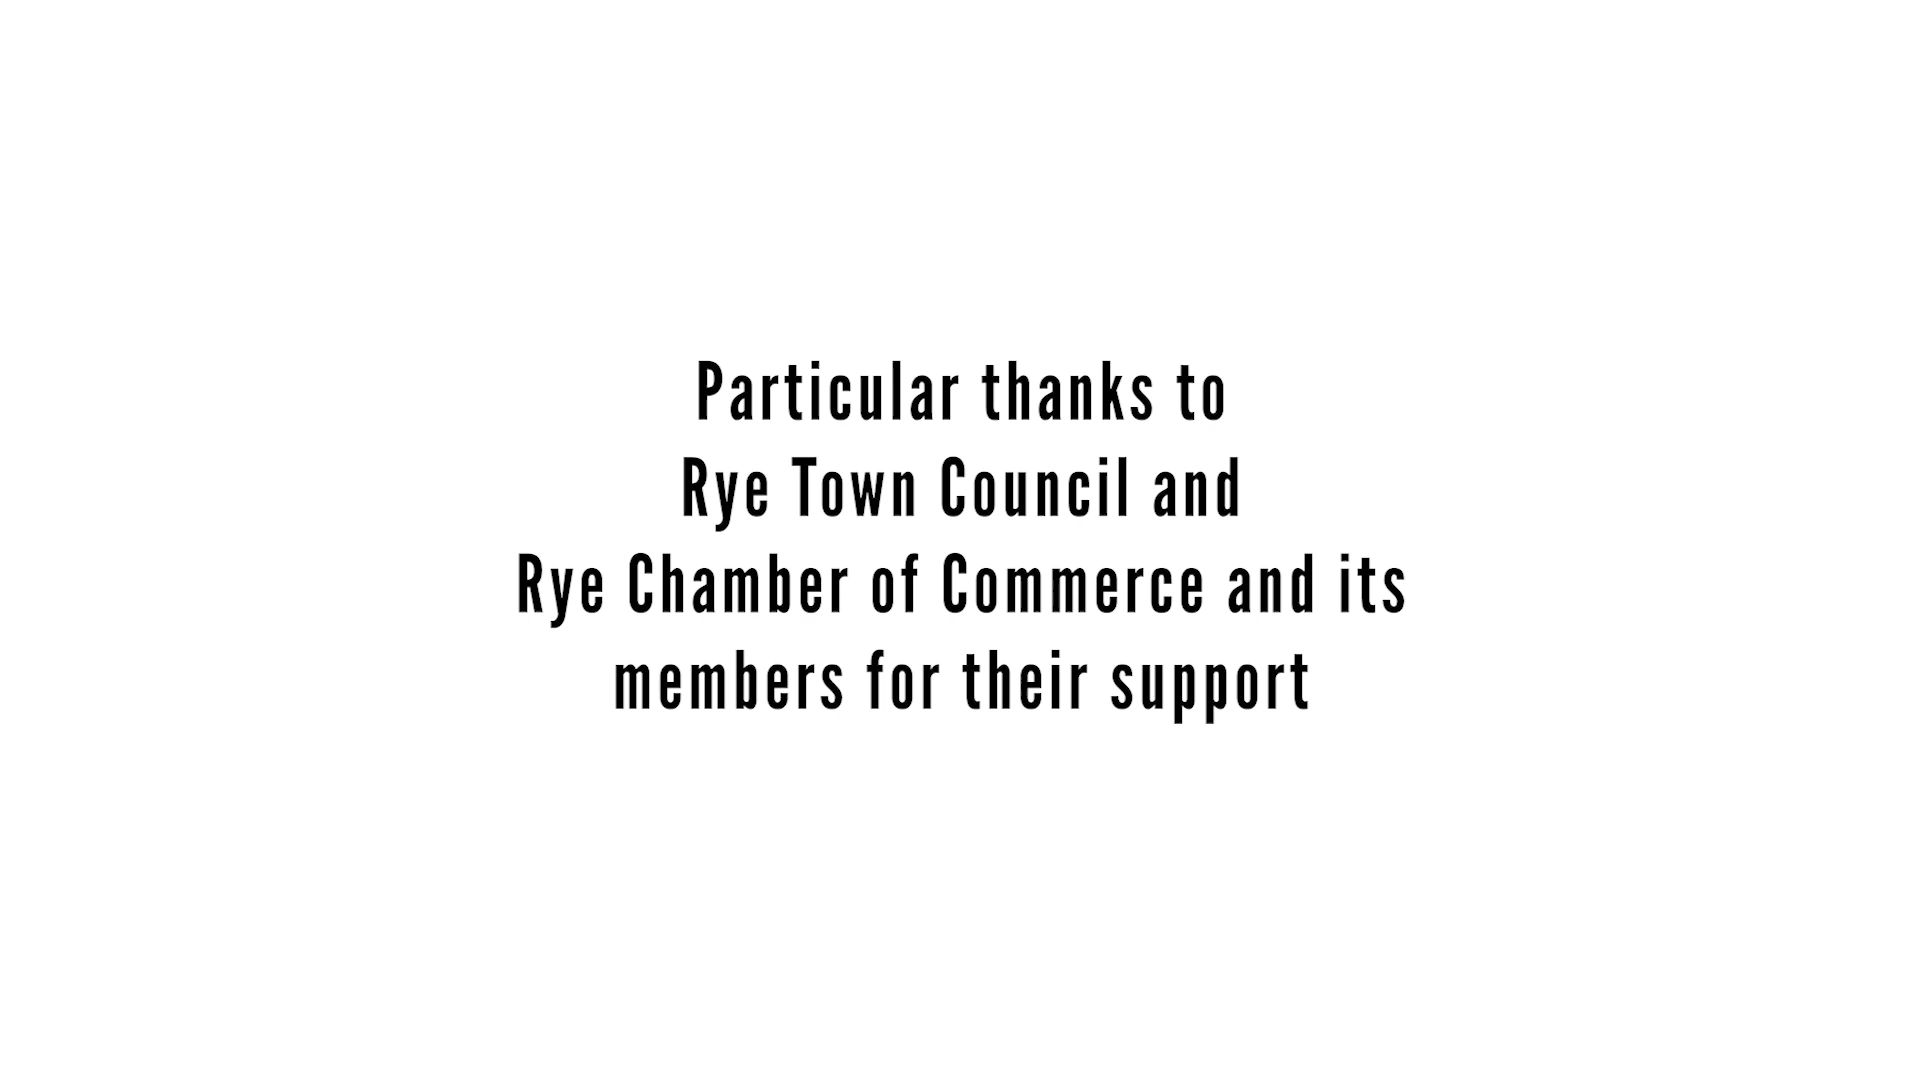 Particular thanks to
Rye Town Council and
Rye Chamber of Commerce and its
members for their support